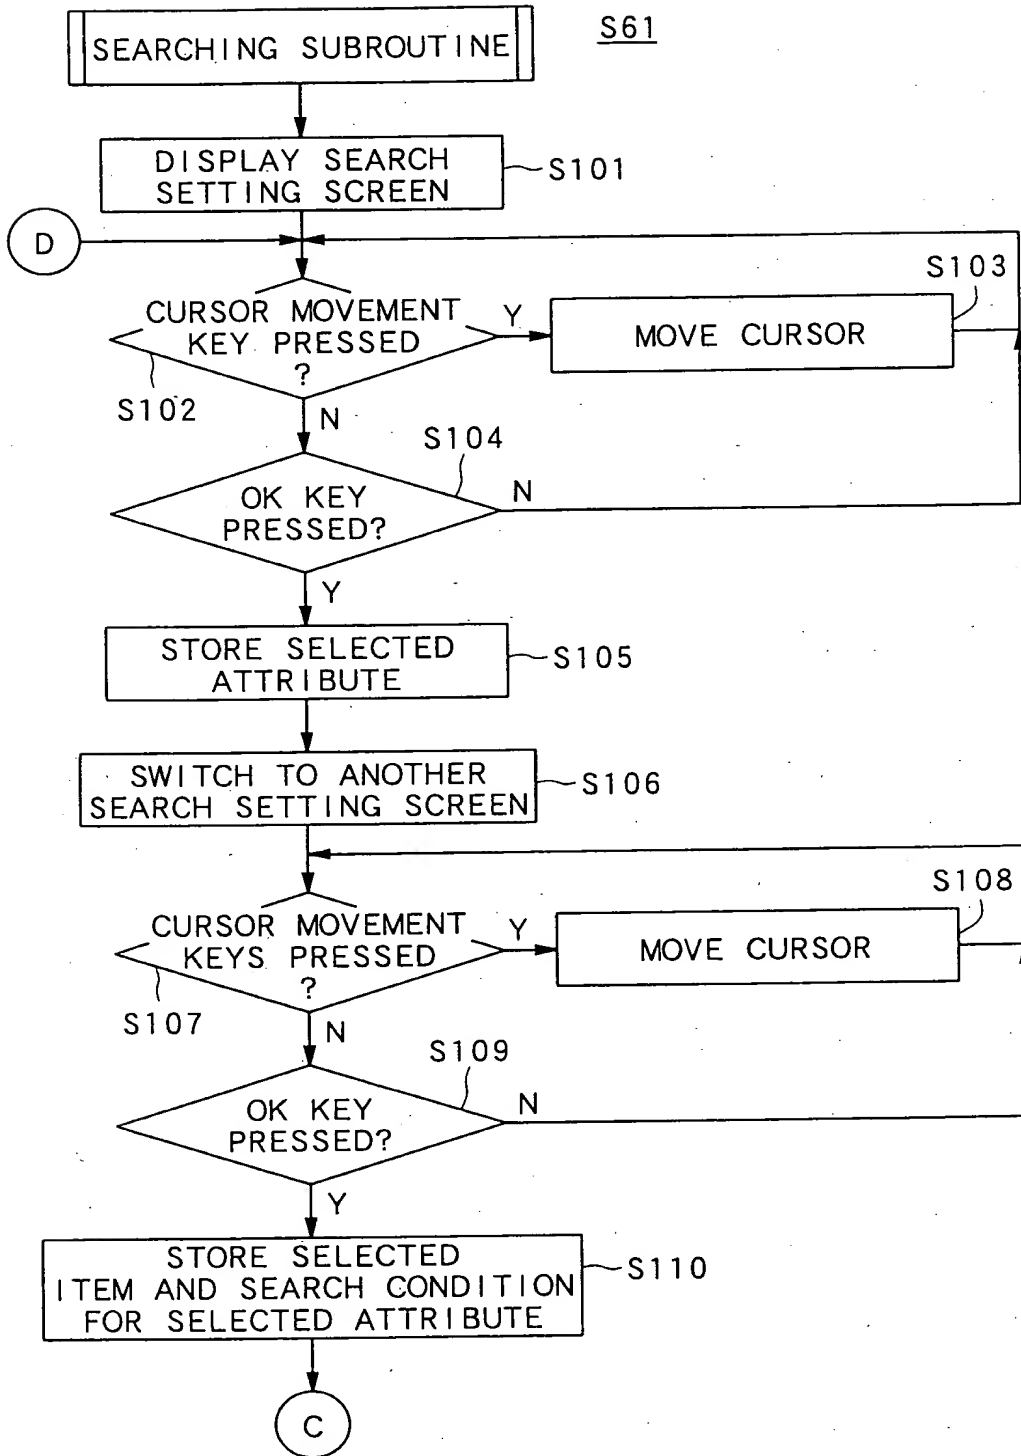 S61
SEARCHING SUBROUTINE
DISPLAY SEARCH
SETTING SCREEN
S101
D
S103
CURSOR MOVEMENT
KEY PRESSED
?
Y
MOVE CURSOR
S102
N
S104
OK KEY
PRESSED?
N
Y
STORE SELECTED
ATTRIBUTE
S105
SWITCH TO ANOTHER
SEARCH SETTING SCREEN
S106
S108
CURSOR MOVEMENT
KEYS PRESSED
?
Y
MOVE CURSOR
S107
N
S109
OK KEY
PRESSED?
N
Y
STORE SELECTED
ITEM AND SEARCH CONDITION
FOR SELECTED ATTRIBUTE
S110
C